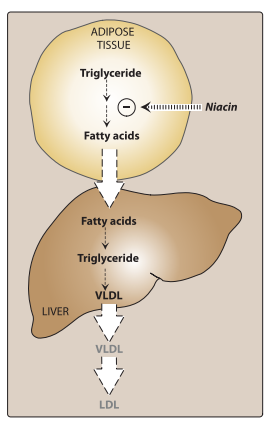 ADIPOSE
TISSUE
Triglyceride
−
Niacin
Fatty acids
Fatty acids
Triglyceride
VLDL
LIVER
VLDL
LDL